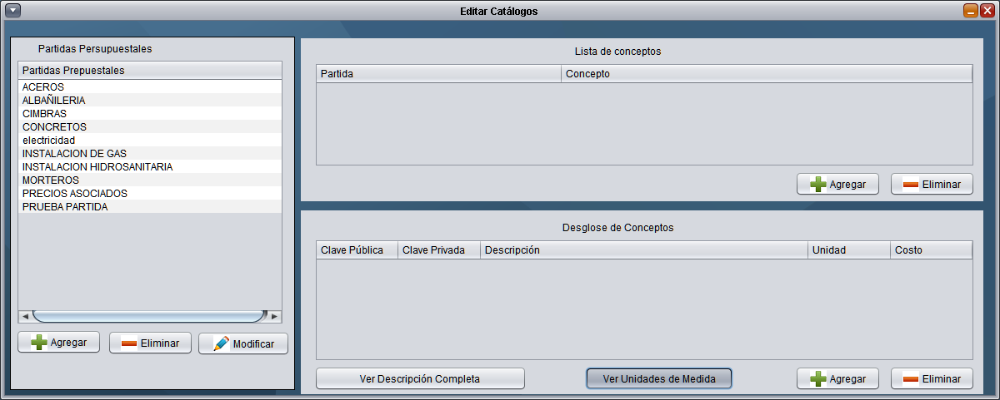 Editar Catálogos
Partidas Persupuestales
Partidas Prepuestales
ACEROS
ALBAÑILERIA
CIMBRAS
CONCRETOS
electricidad
INSTALACION DE GAS
INSTALACION HIDROSANITARIA
MORTEROS
PRECIOS ASOCIADOS
PRUEBA PARTIDA
Agregar Eliminar Modificar
Lista de conceptos
Partida Concepto
Agregar Eliminar
Desglose de Conceptos
Clave Pública Clave Privada Descripción Unidad Costo
Ver Descripción Completa Ver Unidades de Medida Agregar Eliminar